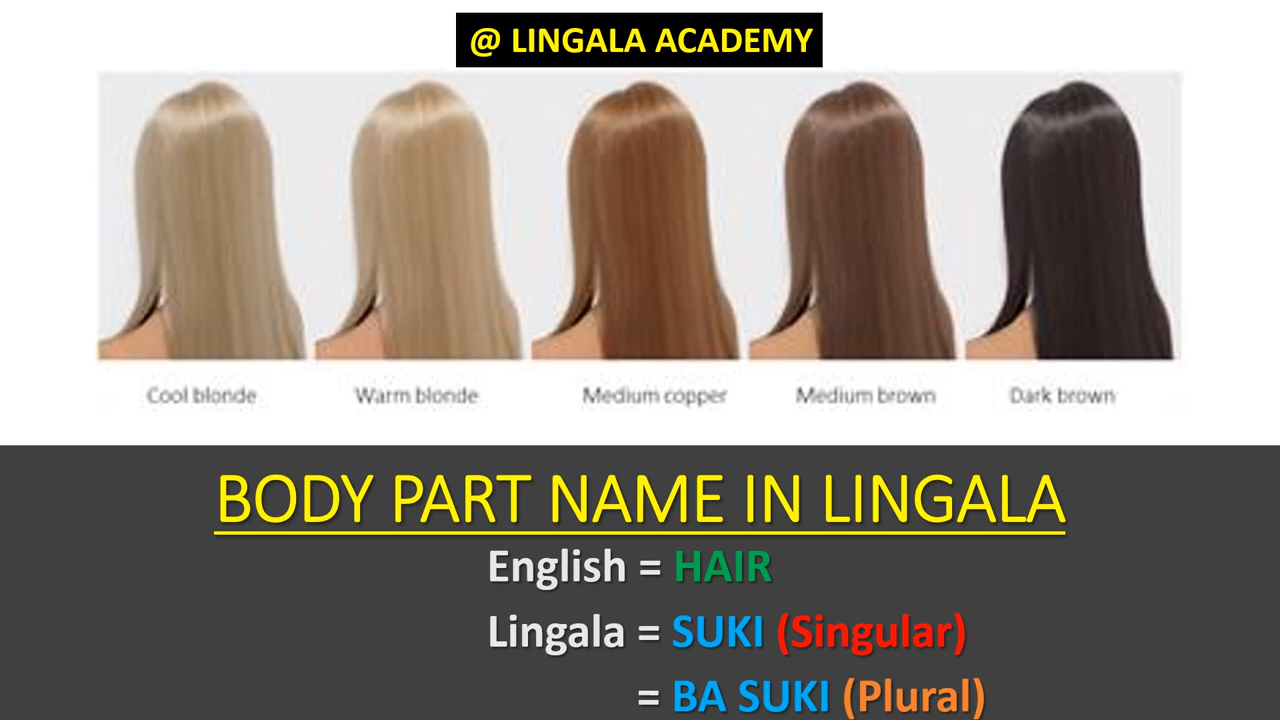 @ LINGALA ACADEMY
Cool blonde Warm blonde Medium copper Medium brown Dark brown
BODY PART NAME IN LINGALA
English = HAIR
Lingala = SUKI (Singular)
= BA SUKI (Plural)